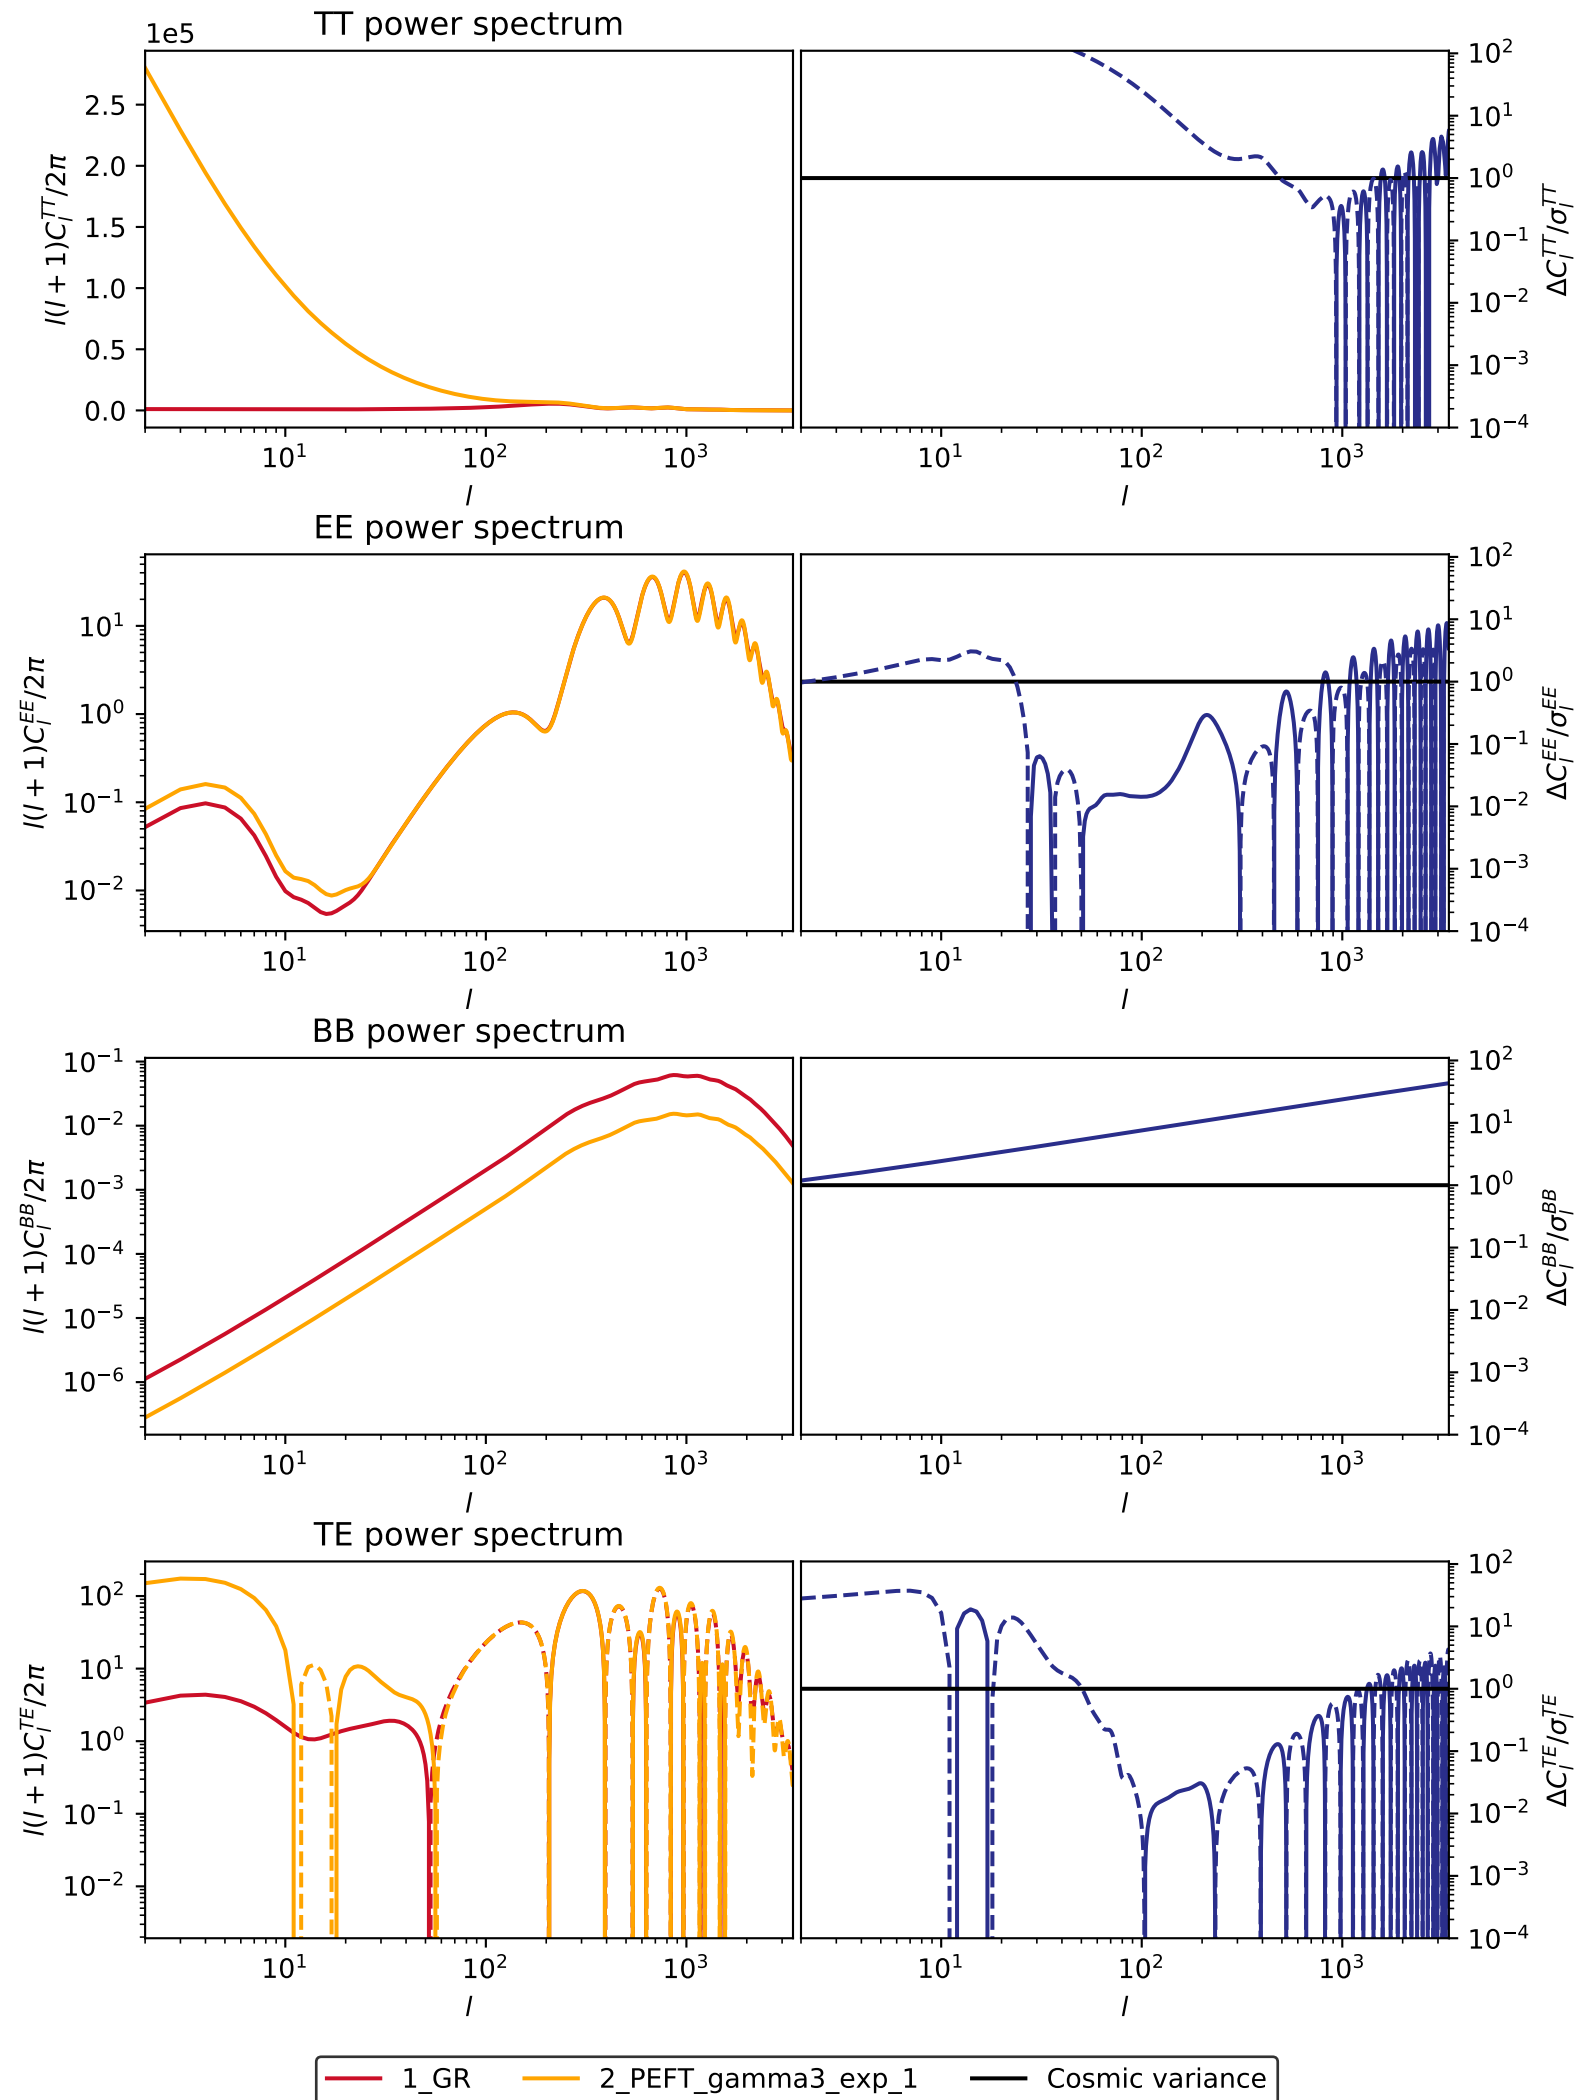 TT power spectrum
1e5
2.5
2.0
1.5
1.0
0.5
0.0
l(l + 1)C_l^{TT}/2π
10^1 10^2 10^3
l
10^2
10^1
10^0
10^{-1}
10^{-2}
10^{-3}
10^{-4}
ΔC_l^{TT}/σ_l^{TT}
10^1 10^2 10^3
l
EE power spectrum
10^1
10^0
10^{-1}
10^{-2}
l(l + 1)C_l^{EE}/2π
10^1 10^2 10^3
l
10^2
10^1
10^0
10^{-1}
10^{-2}
10^{-3}
10^{-4}
ΔC_l^{EE}/σ_l^{EE}
10^1 10^2 10^3
l
BB power spectrum
10^{-1}
10^{-2}
10^{-3}
10^{-4}
10^{-5}
10^{-6}
l(l + 1)C_l^{BB}/2π
10^1 10^2 10^3
l
10^2
10^1
10^0
10^{-1}
10^{-2}
10^{-3}
10^{-4}
ΔC_l^{BB}/σ_l^{BB}
10^1 10^2 10^3
l
TE power spectrum
10^2
10^1
10^0
10^{-1}
10^{-2}
l(l + 1)C_l^{TE}/2π
10^1 10^2 10^3
l
10^2
10^1
10^0
10^{-1}
10^{-2}
10^{-3}
10^{-4}
ΔC_l^{TE}/σ_l^{TE}
10^1 10^2 10^3
l
1_GR 2_PEFT_gamma3_exp_1 Cosmic variance